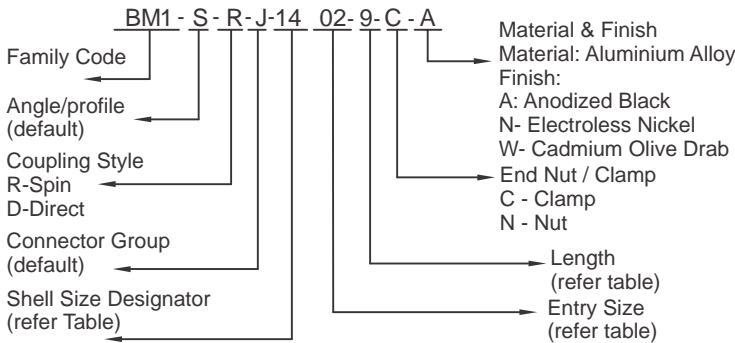 BM1 - S - R - J-14 02- 9- C - A
Family Code
Angle/profile
(default)
Coupling Style
R-Spin
D-Direct
Connector Group
(default)
Shell Size Designator
(refer Table)
Material & Finish
Material: Aluminium Alloy
Finish:
A: Anodized Black
N- Electroless Nickel
W- Cadmium Olive Drab
End Nut / Clamp
C - Clamp
N - Nut
Length
(refer table)
Entry Size
(refer table)